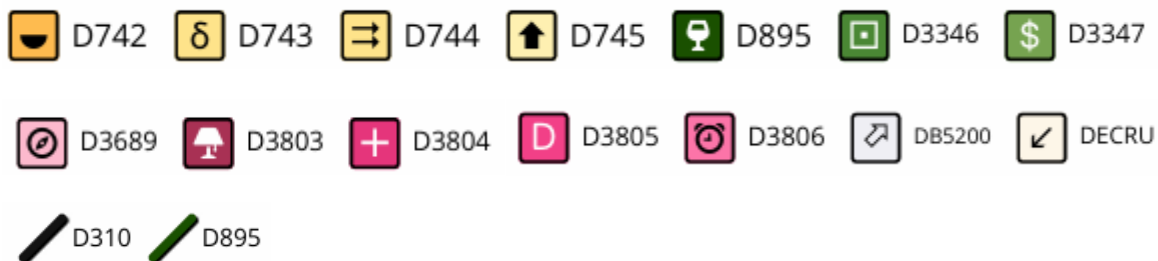 D742 δ D743 D744 D745 D895 D3346 $ D3347
D3689 D3803 + D3804 D D3805 D3806 DB5200 DECRU
D310 D895